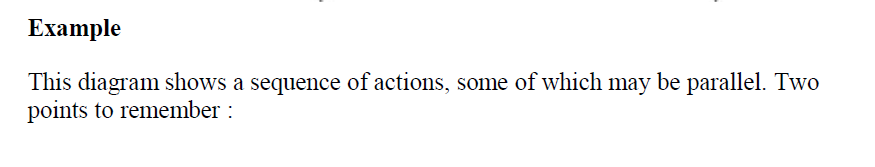 Example
This diagram shows a sequence of actions, some of which may be parallel. Two
points to remember :